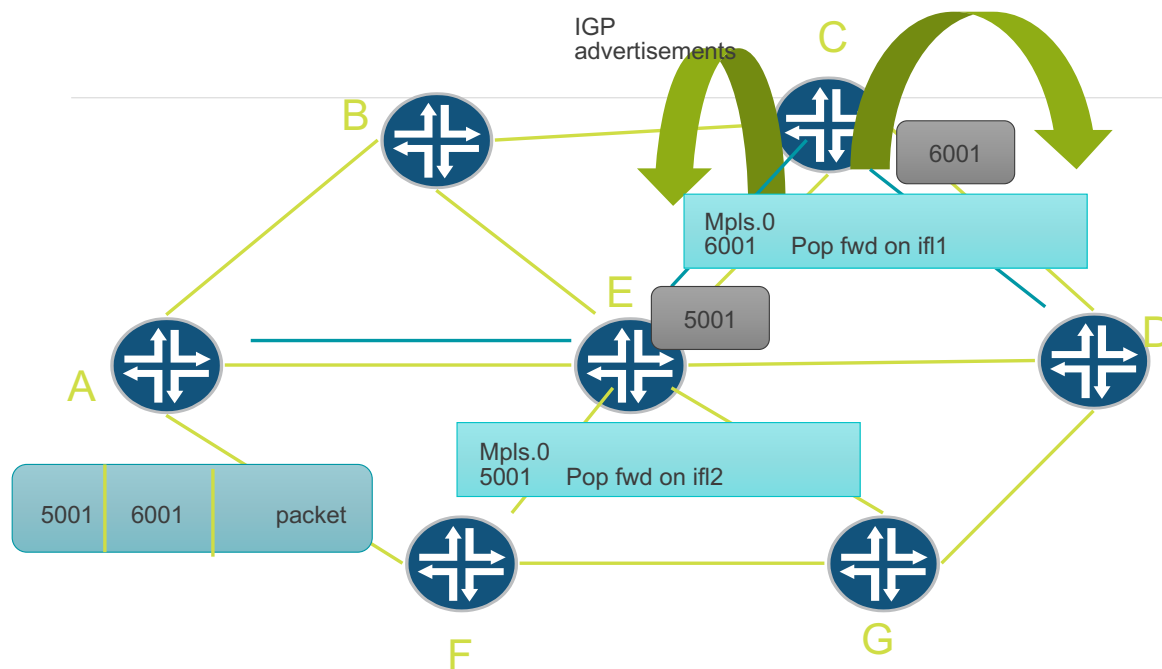 IGP
advertisements
C
B
6001
Mpls.0
6001 Pop fwd on ifl1
E
5001
D
A
Mpls.0
5001 Pop fwd on ifl2
5001 6001 packet
F
G